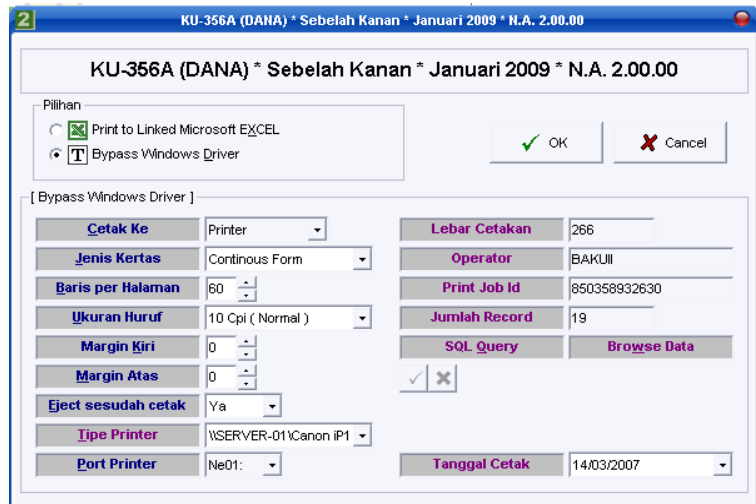 2 KU-356A (DANA) * Sebelah Kanan * Januari 2009 * N.A. 2.00.00
KU-356A (DANA) * Sebelah Kanan * Januari 2009 * N.A. 2.00.00
Pilihan
Print to Linked Microsoft EXCEL
T Bypass Windows Driver
OK
Cancel
[ Bypass Windows Driver ]
Cetak Ke Printer Lebar Cetakan 266
Jenis Kertas Continous Form Operator BAKUII
Baris per Halaman 60 Print Job Id 850358932630
Ukuran Huruf 10 Cpi ( Normal ) Jumlah Record 19
Margin Kiri 0 SQL Query Browse Data
Margin Atas 0
Eject sesudah cetak Ya
Tipe Printer \\SERVER-01\Canon iP1
Port Printer Ne01: Tanggal Cetak 14/03/2007